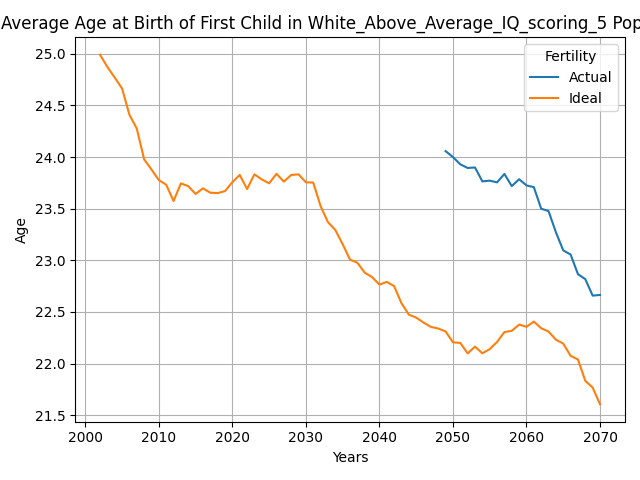 Average Age at Birth of First Child in White_Above_Average_IQ_scoring_5 Pop
Fertility
Actual
Ideal
25.0
24.5
24.0
23.5
23.0
22.5
22.0
21.5
Age
2000 2010 2020 2030 2040 2050 2060 2070
Years